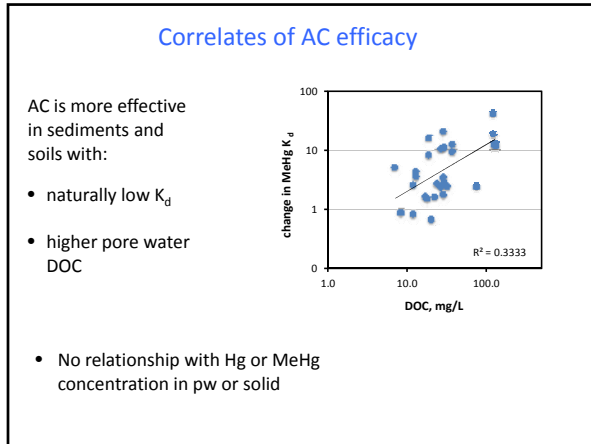 Correlates of AC efficacy
AC is more effective
in sediments and
soils with:
• naturally low Kd
• higher pore water
DOC
change in MeHg K d
100
10
1
0
R² = 0.3333
1.0
10.0
100.0
DOC, mg/L
• No relationship with Hg or MeHg
concentration in pw or solid